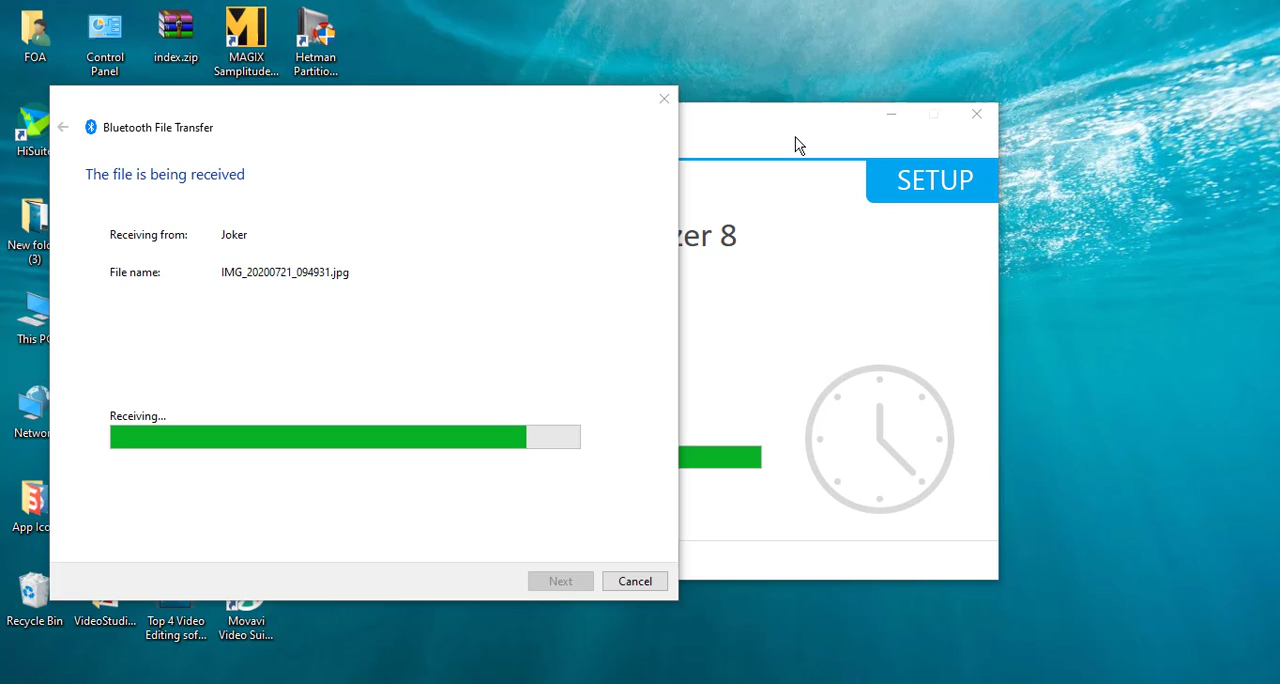 FOA
Control
Panel
index.zip
MAGIX
Samplitude...
Hetman
Partitio...
HiSuite
New fold
(3)
This PC
Networ
App Ico
Recycle Bin
VideoStudi...
Top 4 Video
Editing sof...
Movavi
Video Sui...
Bluetooth File Transfer
The file is being received
Receiving from:
Joker
File name:
IMG_20200721_094931.jpg
Receiving...
Next
Cancel
SETUP
zer 8